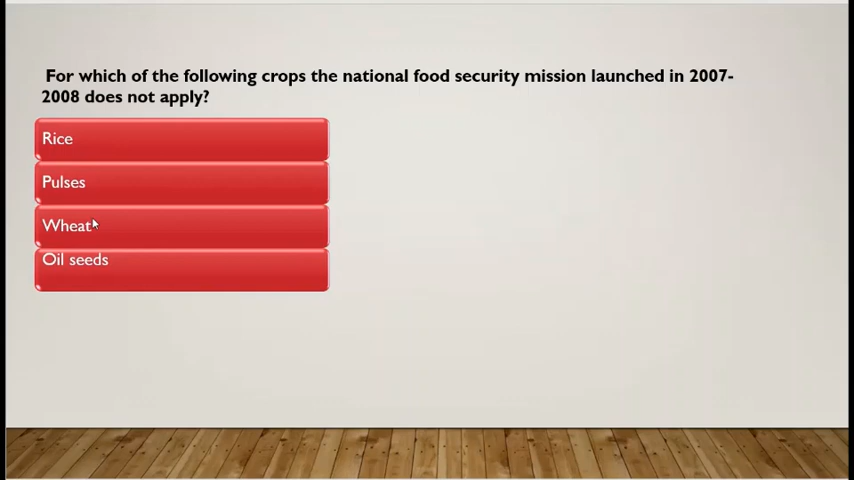 For which of the following crops the national food security mission launched in 2007-
2008 does not apply?
Rice
Pulses
Wheat
Oil seeds